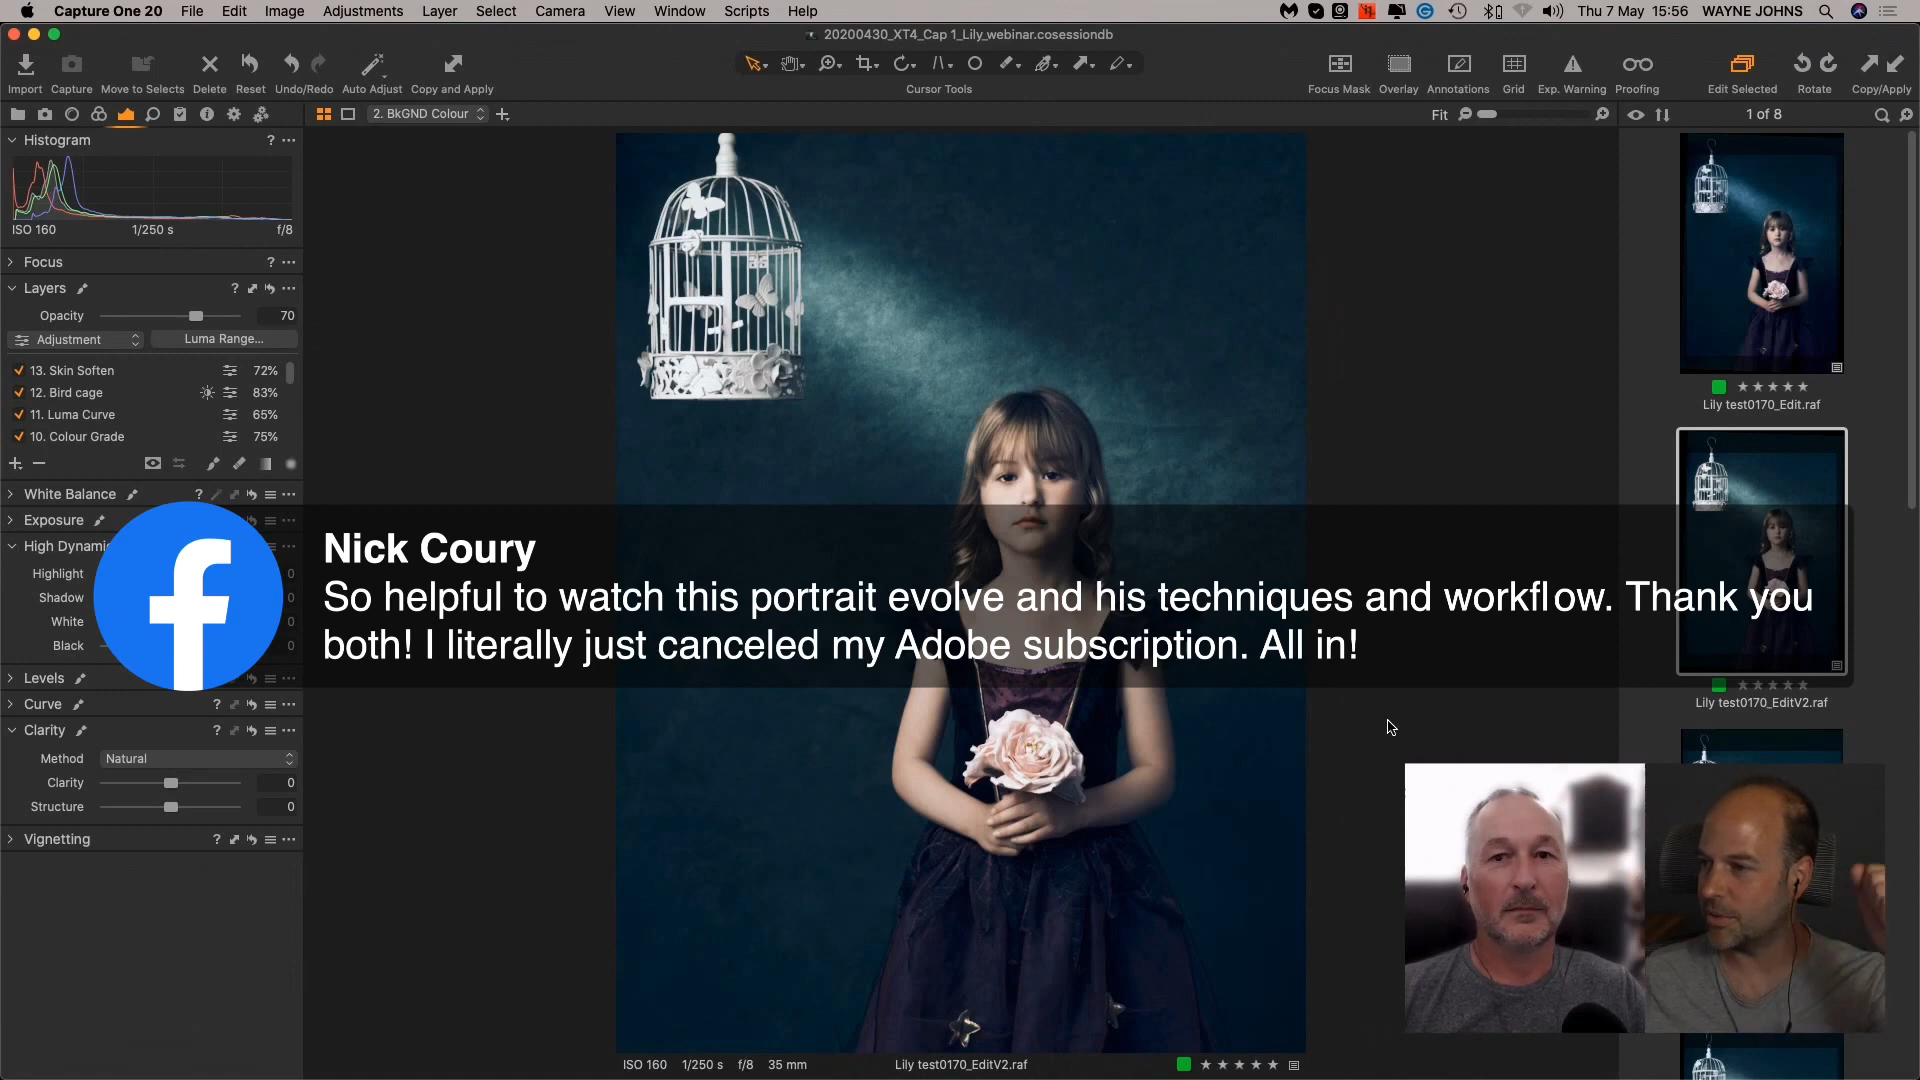 Capture One 20 File Edit Image Adjustments Layer Select Camera View Window Scripts Help Thu 7 May 15:56 WAYNE JOHNS
20200430_XT4_Cap 1_Lily_webinar.cosessiondb
Import Capture Move to Selects Delete Reset Undo/Redo Auto Adjust Copy and Apply Cursor Tools Focus Mask Overlay Annotations Grid Exp. Warning Proofing Edit Selected Rotate Copy/Apply
2. BkGND Colour Fit 1 of 8
Histogram
ISO 160 1/250 s f/8
Focus
Layers
Opacity 70
Adjustment Luma Range...
13. Skin Soften 72%
12. Bird cage 83%
11. Luma Curve 65%
10. Colour Grade 75%
White Balance
Exposure
High Dynami
Highlight 0
Shadow 0
White 0
Black 0
Levels
Curve
Clarity
Method Natural
Clarity 0
Structure 0
Vignetting
Nick Coury
So helpful to watch this portrait evolve and his techniques and workflow. Thank you
both! I literally just canceled my Adobe subscription. All in!
Lily test0170_Edit.raf
Lily test0170_EditV2.raf
ISO 160 1/250 s f/8 35 mm Lily test0170_EditV2.raf